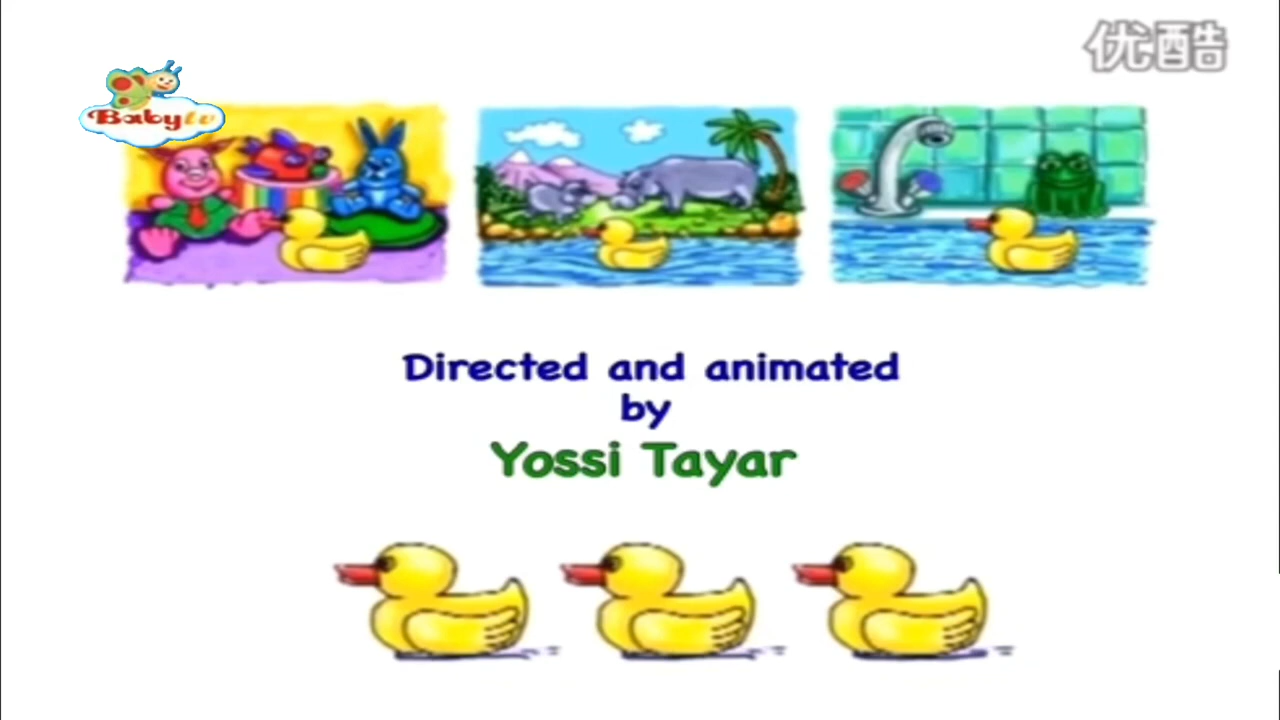 优酷
Babytv
Directed and animated
by
Yossi Tayar